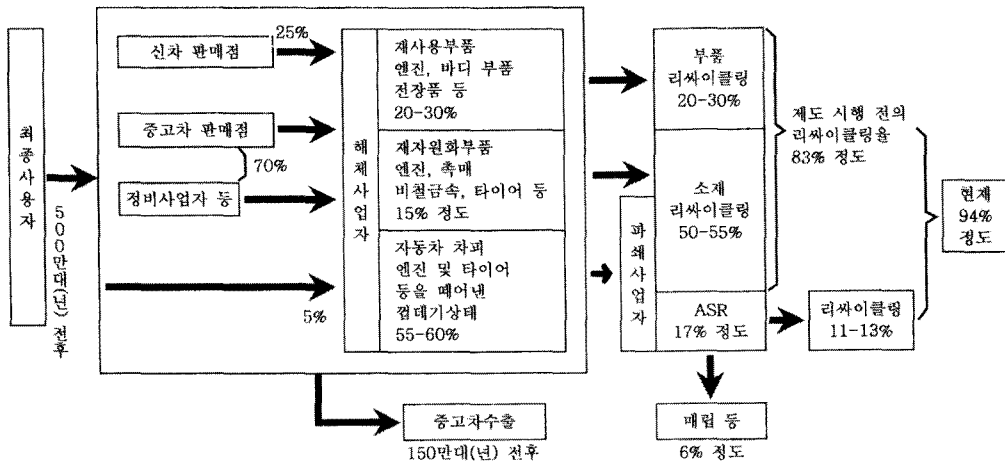 최종사용자
500만대(년) 전후
신차 판매점
25%
중고차 판매점
70%
정비사업자 등
5%
해체사업자
재사용부품
엔진, 바디 부품
전장품 등
20-30%
재자원화부품
엔진, 촉매
비철금속, 타이어 등
15% 정도
자동차 차피
엔진 및 타이어
등을 떼어낸
껍데기상태
55-60%
중고차수출
150만대(년) 전후
파쇄사업자
부품
리싸이클링
20-30%
소재
리싸이클링
50-55%
ASR
17% 정도
매립 등
6% 정도
제도 시행 전의
리싸이클링율
83% 정도
리싸이클링
11-13%
현재
94%
정도